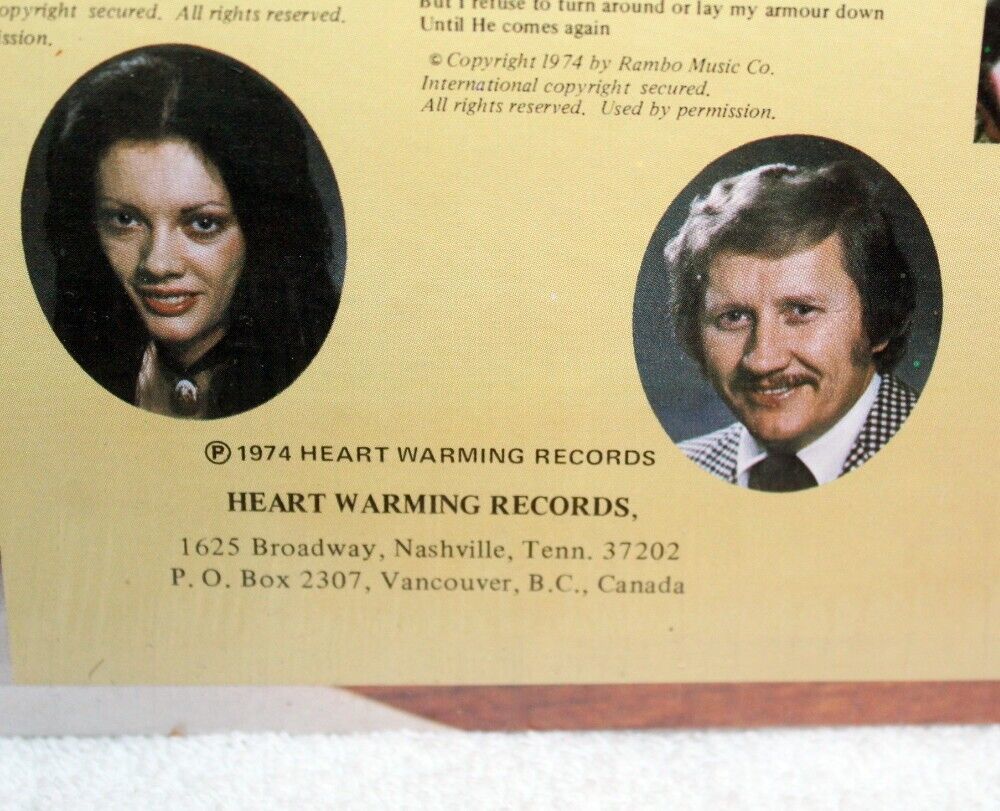 opyright secured. All rights reserved.
ission.
But I refuse to turn around or lay my armour down
Until He comes again
© Copyright 1974 by Rambo Music Co.
International copyright secured.
All rights reserved. Used by permission.
℗ 1974 HEART WARMING RECORDS
HEART WARMING RECORDS,
1625 Broadway, Nashville, Tenn. 37202
P. O. Box 2307, Vancouver, B.C., Canada